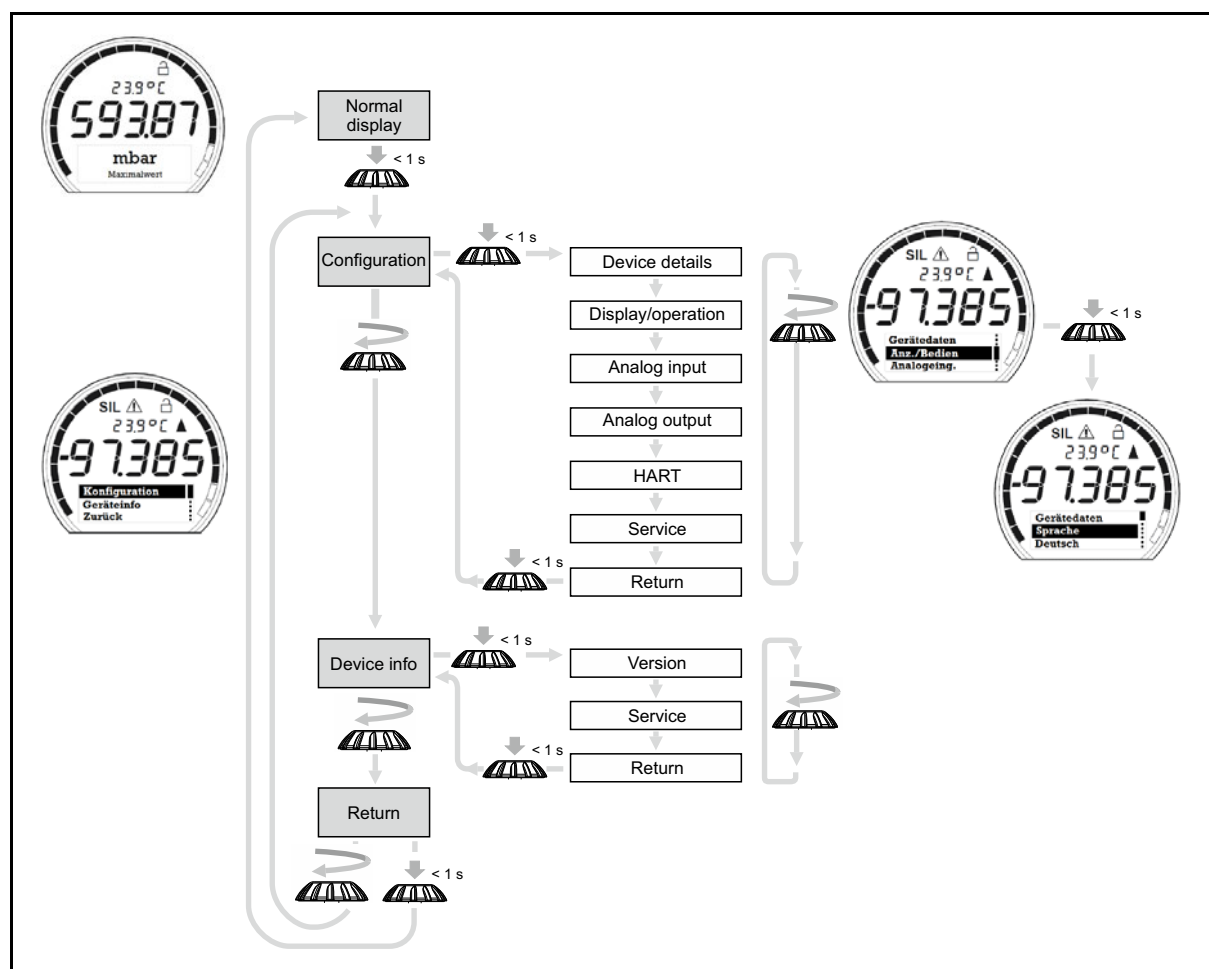 23.9°C
593.87
mbar
Maximalwert
Normal
display
< 1 s
Configuration
< 1 s
Device details
Display/operation
Analog input
Analog output
HART
Service
Return
< 1 s
SIL
23.9°C
-97.385
Gerätedaten
Anz./Bedien
Analogeing.
< 1 s
SIL
23.9°C
-97.385
Gerätedaten
Sprache
Deutsch
SIL
23.9°C
-97.385
Konfiguration
Geräteinfo
Zurück
Device info
< 1 s
Version
Service
Return
< 1 s
Return
< 1 s